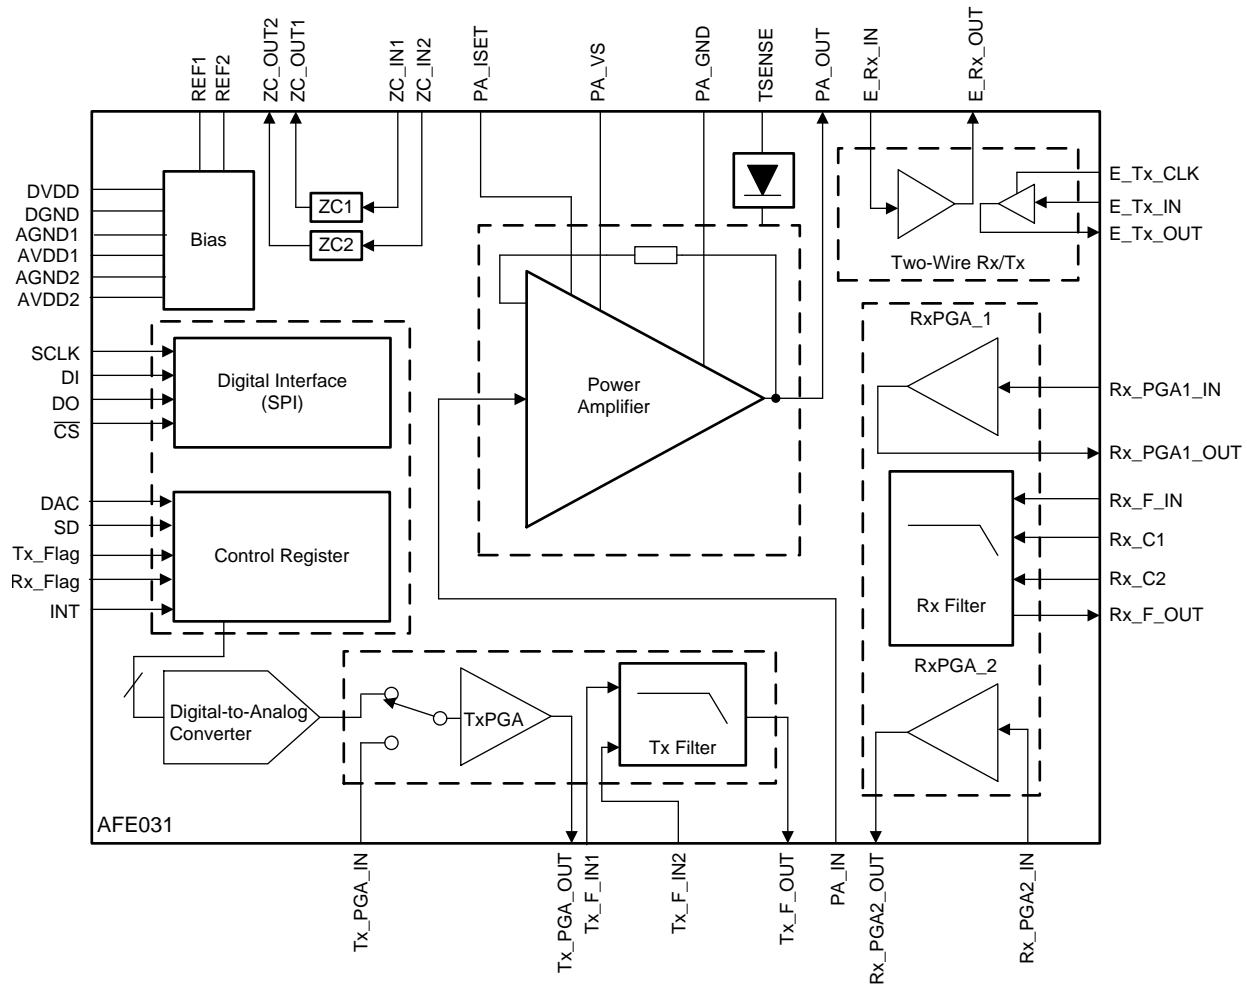 REF1
REF2
ZC_OUT2
ZC_OUT1
ZC_IN1
ZC_IN2
PA_ISET
PA_VS
PA_GND
TSENSE
PA_OUT
E_Rx_IN
E_Rx_OUT
DVDD
DGND
AGND1
AVDD1
AGND2
AVDD2
Bias
ZC1
ZC2
Two-Wire Rx/Tx
E_Tx_CLK
E_Tx_IN
E_Tx_OUT
SCLK
DI
DO
CS
Digital Interface
(SPI)
Power
Amplifier
RxPGA_1
Rx_PGA1_IN
Rx_PGA1_OUT
DAC
SD
Tx_Flag
Rx_Flag
INT
Control Register
Rx Filter
Rx_F_IN
Rx_C1
Rx_C2
Rx_F_OUT
Digital-to-Analog
Converter
TxPGA
Tx Filter
RxPGA_2
AFE031
Tx_PGA_IN
Tx_PGA_OUT
Tx_F_IN1
Tx_F_IN2
Tx_F_OUT
PA_IN
Rx_PGA2_OUT
Rx_PGA2_IN